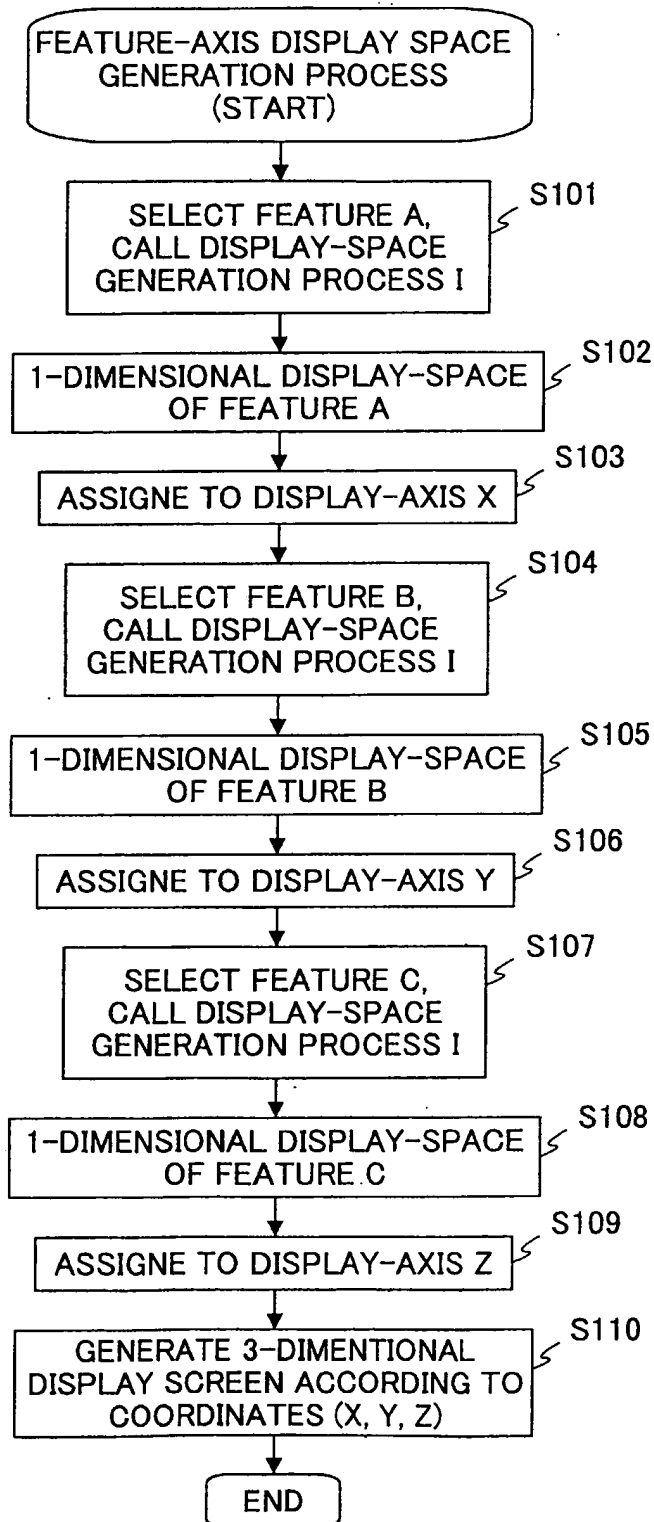 FEATURE-AXIS DISPLAY SPACE
GENERATION PROCESS
(START)
S101
SELECT FEATURE A,
CALL DISPLAY-SPACE
GENERATION PROCESS I
S102
1-DIMENSIONAL DISPLAY-SPACE
OF FEATURE A
S103
ASSIGNE TO DISPLAY-AXIS X
S104
SELECT FEATURE B,
CALL DISPLAY-SPACE
GENERATION PROCESS I
S105
1-DIMENSIONAL DISPLAY-SPACE
OF FEATURE B
S106
ASSIGNE TO DISPLAY-AXIS Y
S107
SELECT FEATURE C,
CALL DISPLAY-SPACE
GENERATION PROCESS I
S108
1-DIMENSIONAL DISPLAY-SPACE
OF FEATURE C
S109
ASSIGNE TO DISPLAY-AXIS Z
S110
GENERATE 3-DIMENTIONAL
DISPLAY SCREEN ACCORDING TO
COORDINATES (X, Y, Z)
END